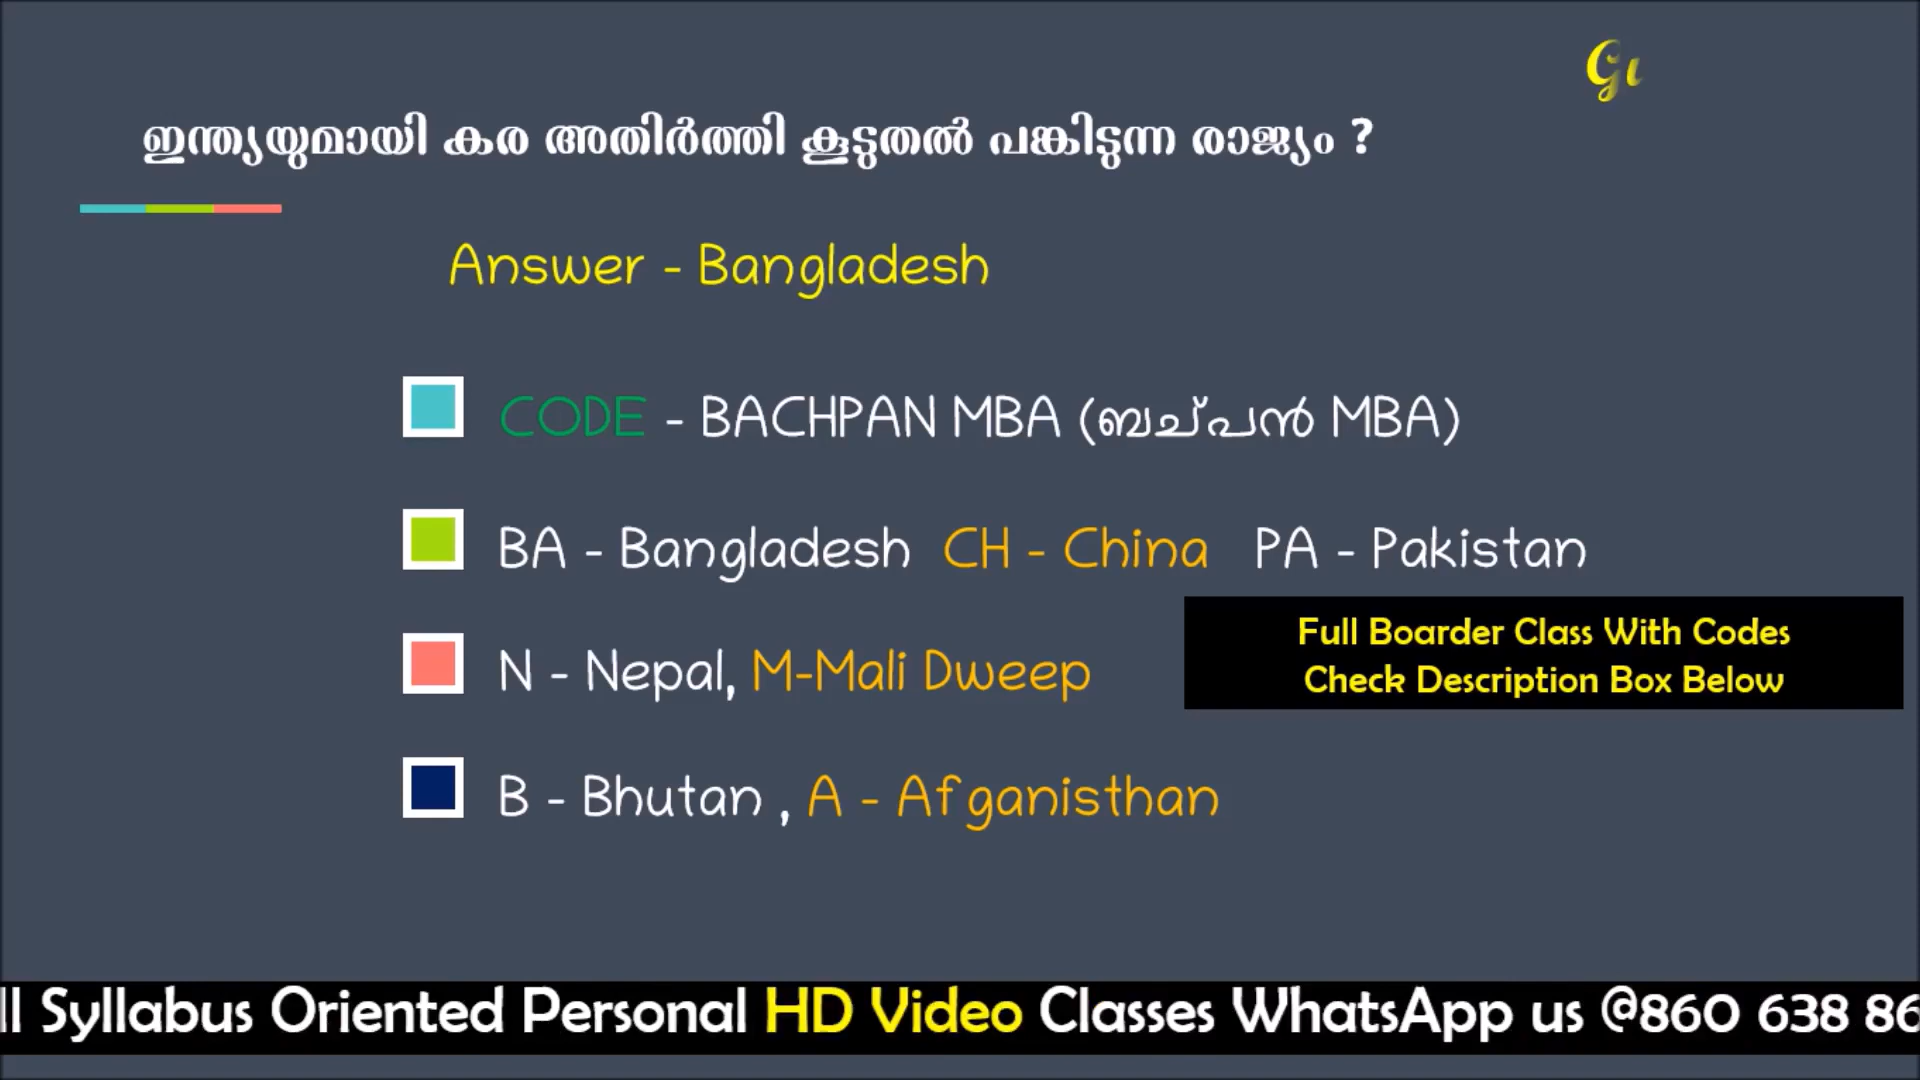 ഇന്ത്യയുമായി കര അതിർത്തി കൂടുതൽ പങ്കിടുന്ന രാജ്യം ?
Answer - Bangladesh
CODE - BACHPAN MBA (ബച്പൻ MBA)
BA - Bangladesh CH - China PA - Pakistan
Full Boarder Class With Codes
Check Description Box Below
N - Nepal, M-Mali Dweep
B - Bhutan , A - Afganisthan
ll Syllabus Oriented Personal HD Video Classes WhatsApp us @860 638 86